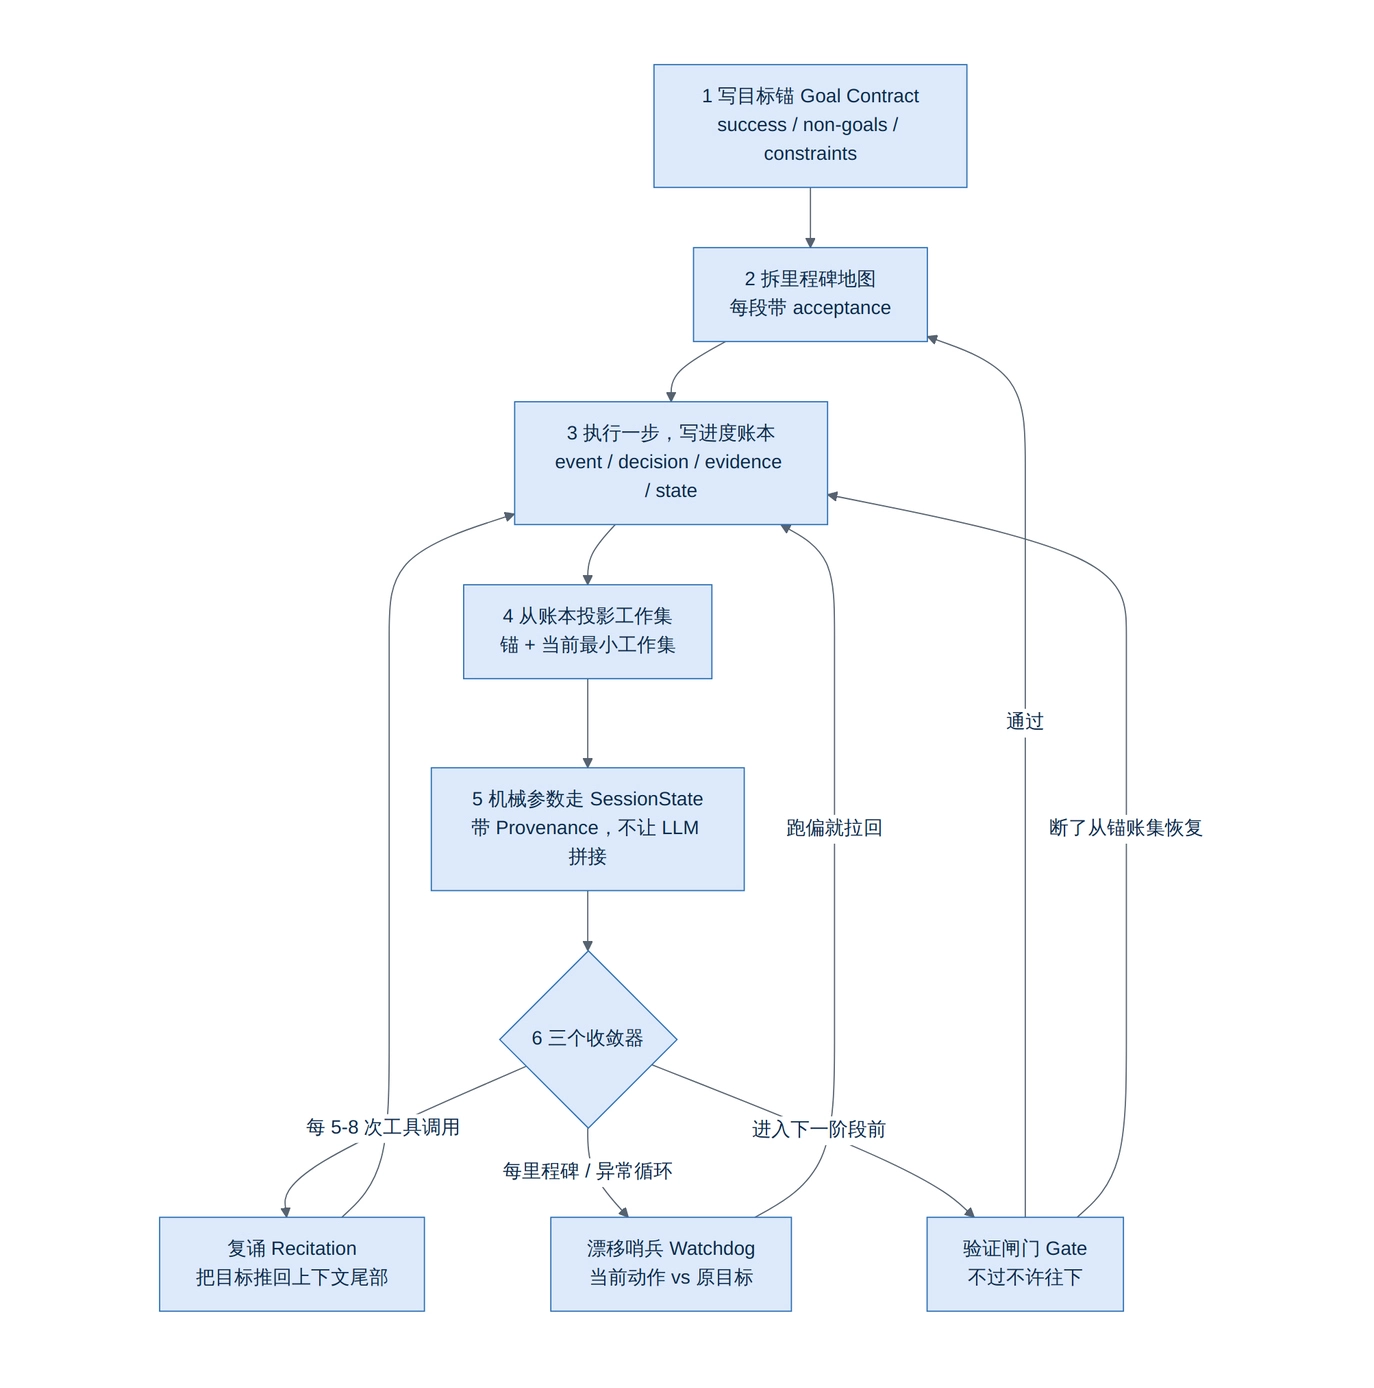 1 写目标锚 Goal Contract
success / non-goals /
constraints
2 拆里程碑地图
每段带 acceptance
3 执行一步，写进度账本
event / decision / evidence
/ state
4 从账本投影工作集
锚 + 当前最小工作集
通过
5 机械参数走 SessionState
带 Provenance，不让 LLM
拼接
跑偏就拉回
断了从锚账集恢复
6 三个收敛器
每 5-8 次工具调用
进入下一阶段前
每里程碑 / 异常循环
复诵 Recitation
把目标推回上下文尾部
漂移哨兵 Watchdog
当前动作 vs 原目标
验证闸门 Gate
不过不许往下